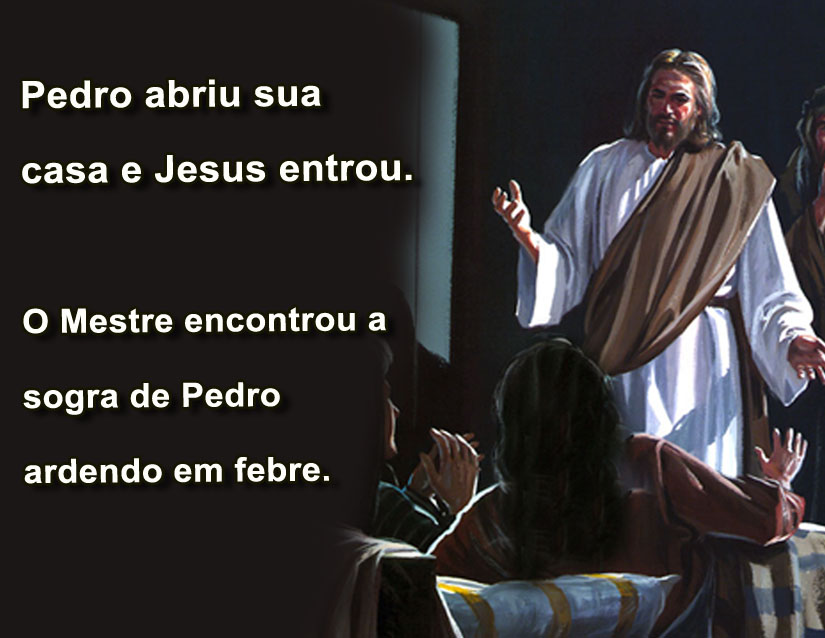 Pedro abriu sua
casa e Jesus entrou.
O Mestre encontrou a
sogra de Pedro
ardendo em febre.